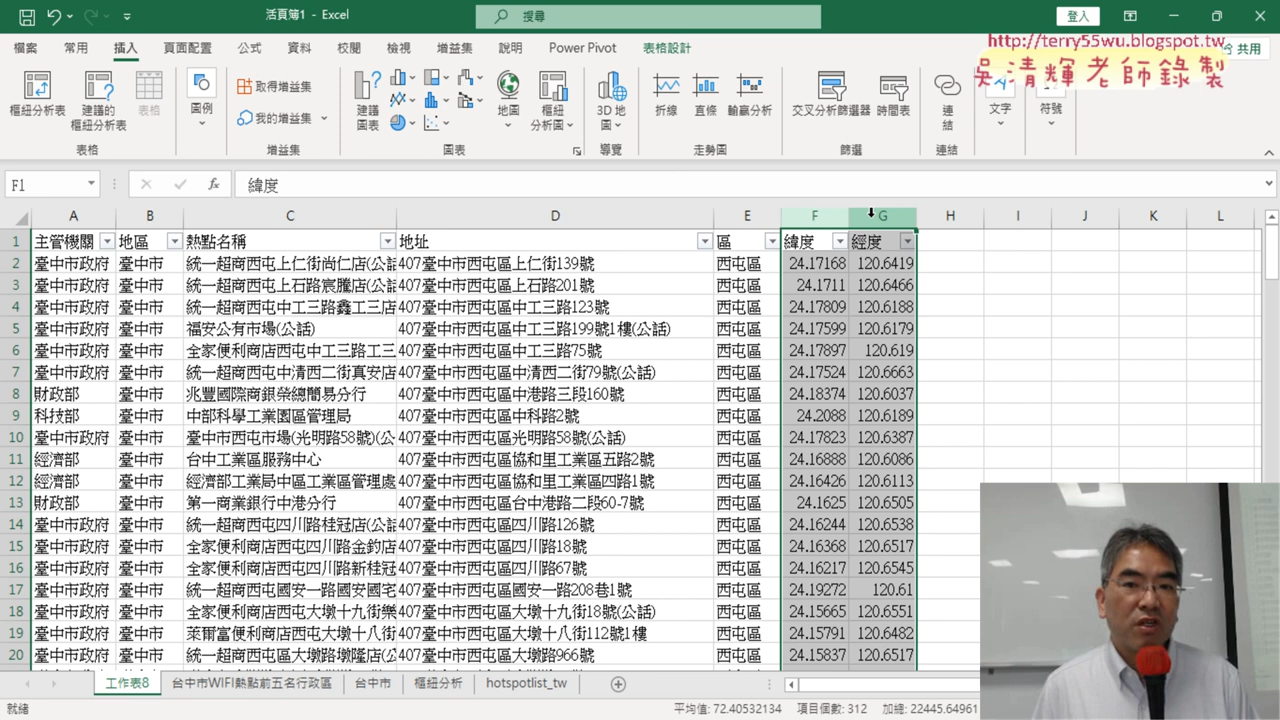 活頁簿1 - Excel
搜尋
登入
檔案 常用 插入 頁面配置 公式 資料 校閱 檢視 增益集 說明 Power Pivot 表格設計
共用
http://terry55wu.blogspot.tw
吳清輝老師錄製
樞紐分析表
建議的
樞紐分析表
表格
圖例
取得增益集
我的增益集
建議
圖表
地圖
樞紐
分析圖
3D 地
圖
折線
直條
輸贏分析
交叉分析篩選器
時間表
連
結
文字
符號
表格
增益集
圖表
導覽
走勢圖
篩選
連結
F1
fx
緯度
A B C D E F G H I J K L
1 主管機關 地區 熱點名稱 地址 區 緯度 經度
2 臺中市政府 臺中市 統一超商西屯上仁街尚仁店(公話 407臺中市西屯區上仁街139號 西屯區 24.17168 120.6419
3 臺中市政府 臺中市 統一超商西屯上石路宸騰店(公話 407臺中市西屯區上石路201號 西屯區 24.1711 120.6466
4 臺中市政府 臺中市 統一超商西屯中工三路鑫工三店 407臺中市西屯區中工三路123號 西屯區 24.17809 120.6188
5 臺中市政府 臺中市 福安公有市場(公話) 407臺中市西屯區中工三路199號1樓(公話) 西屯區 24.17599 120.6179
6 臺中市政府 臺中市 全家便利商店西屯中工三路工三 407臺中市西屯區中工三路75號 西屯區 24.17897 120.619
7 臺中市政府 臺中市 統一超商西屯中清西二街真安店 407臺中市西屯區中清西二街79號(公話) 西屯區 24.17524 120.6663
8 財政部 臺中市 兆豐國際商銀榮總簡易分行 407臺中市西屯區中港路三段160號 西屯區 24.18374 120.6037
9 科技部 臺中市 中部科學工業園區管理局 407臺中市西屯區中科路2號 西屯區 24.2088 120.6189
10 臺中市政府 臺中市 臺中市西屯市場(光明路58號)(公 407臺中市西屯區光明路58號(公話) 西屯區 24.17823 120.6387
11 經濟部 臺中市 台中工業區服務中心 407臺中市西屯區協和里工業區五路2號 西屯區 24.16888 120.6086
12 經濟部 臺中市 經濟部工業局中區工業區管理處 407臺中市西屯區協和里工業區四路1號 西屯區 24.16426 120.6113
13 財政部 臺中市 第一商業銀行中港分行 407臺中市西屯區台中港路二段60-7號 西屯區 24.1625 120.6505
14 臺中市政府 臺中市 統一超商西屯四川路桂冠店(公話 407臺中市西屯區四川路126號 西屯區 24.16244 120.6538
15 臺中市政府 臺中市 全家便利商店西屯四川路金鈞店 407臺中市西屯區四川路18號 西屯區 24.16368 120.6517
16 臺中市政府 臺中市 全家便利商店西屯四川路新桂冠 407臺中市西屯區四川路67號 西屯區 24.16217 120.6545
17 臺中市政府 臺中市 統一超商西屯國安一路國安國宅 407臺中市西屯區國安一路208巷1號 西屯區 24.19272 120.61
18 臺中市政府 臺中市 全家便利商店西屯大墩十九街樂 407臺中市西屯區大墩十九街18號(公話) 西屯區 24.15665 120.6551
19 臺中市政府 臺中市 萊爾富便利商店西屯大墩十八街 407臺中市西屯區大墩十八街112號1樓 西屯區 24.15791 120.6482
20 臺中市政府 臺中市 統一超商西屯區大墩路墩隆店(公 407臺中市西屯區大墩路966號 西屯區 24.15837 120.6517
工作表8 台中市WIFI熱點前五名行政區 台中市 樞紐分析 hotspotlist_tw
就緒
平均值: 72.40532134 項目個數: 312 加總: 22445.64961